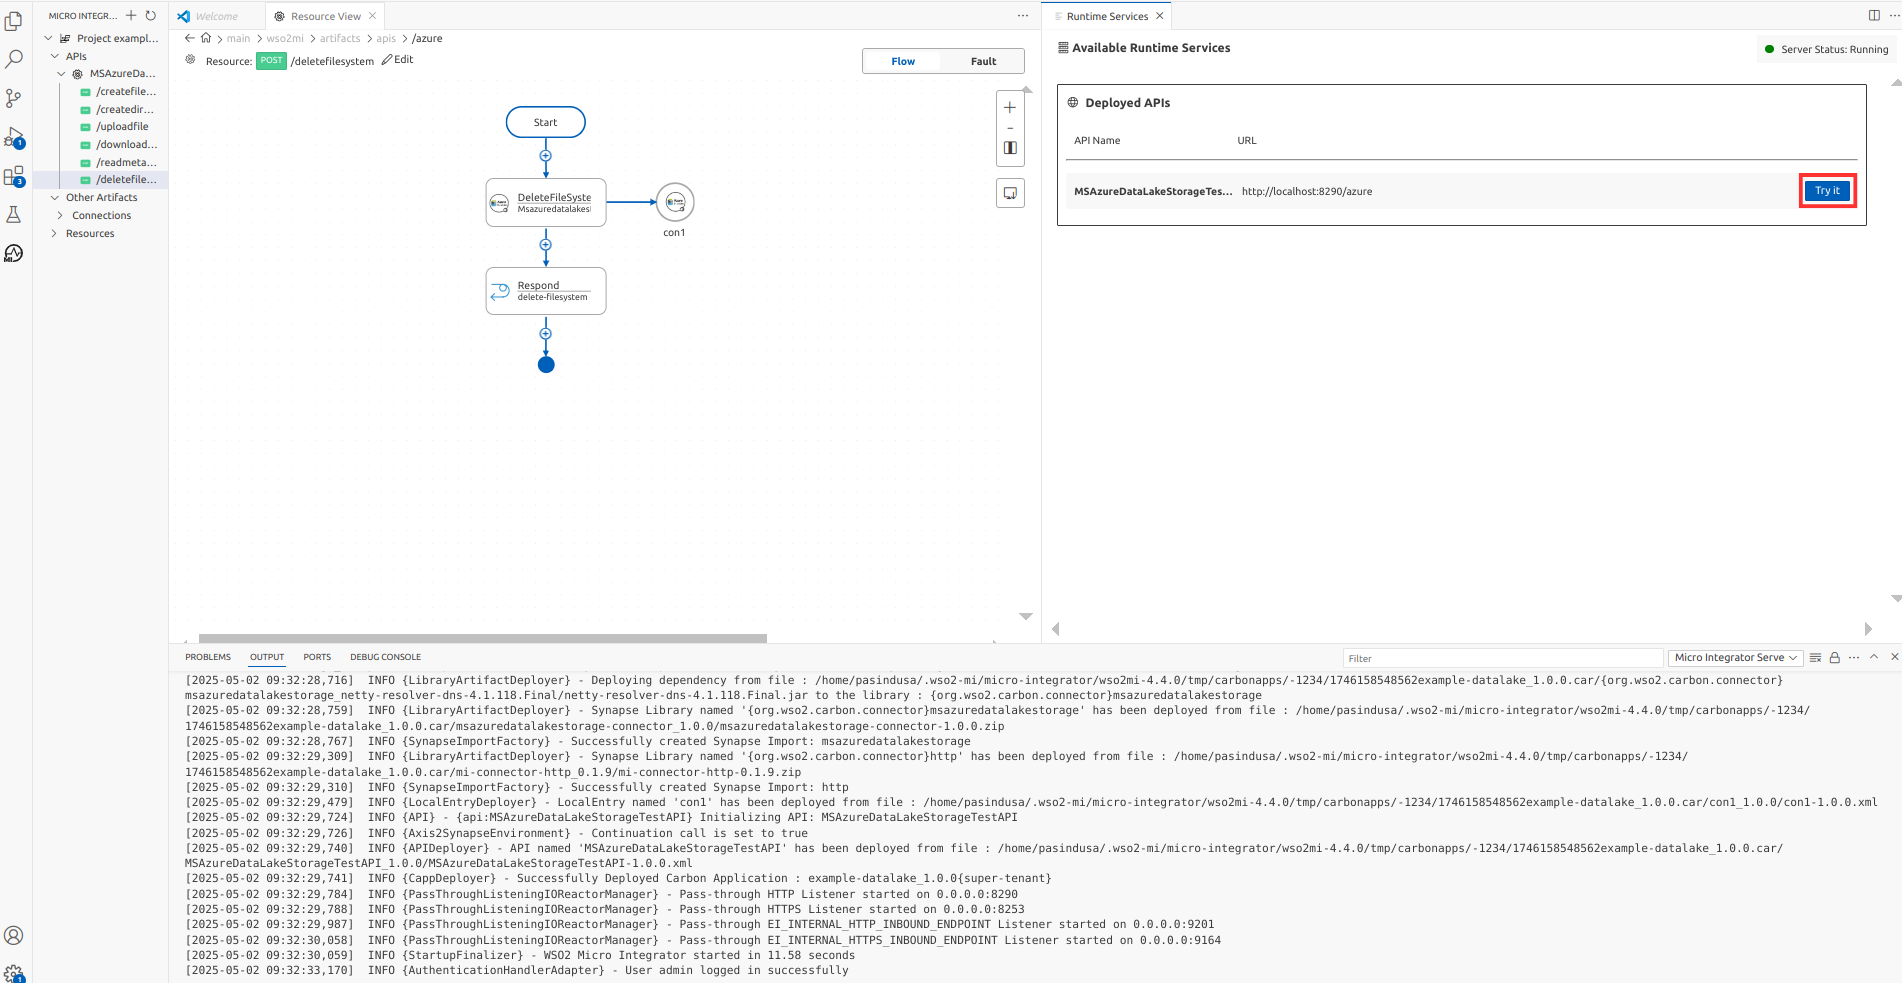 MICRO INTEGR...
Project exampl...
APIs
MSAzureDa...
/createfile...
/createdir...
/uploadfile
/download...
/readmeta...
/deletefile...
Other Artifacts
Connections
Resources
1
3
MI
1
Welcome
Resource View
main
wso2mi
artifacts
apis
/azure
Resource: POST /deletefilesystem Edit
Flow Fault
Start
DeleteFileSyste
Msazuredatalakes
con1
Respond
delete-filesystem
Runtime Services
Available Runtime Services
Server Status: Running
Deployed APIs
API Name URL
MSAzureDataLakeStorageTes... http://localhost:8290/azure Try it
PROBLEMS OUTPUT PORTS DEBUG CONSOLE
Filter
Micro Integrator Serve
[2025-05-02 09:32:28,716]  INFO {LibraryArtifactDeployer} - Deploying dependency from file : /home/pasindusa/.wso2-mi/micro-integrator/wso2mi-4.4.0/tmp/carbonapps/-1234/1746158548562example-datalake_1.0.0.car/{org.wso2.carbon.connector}
msazuredatalakestorage_netty-resolver-dns-4.1.118.Final/netty-resolver-dns-4.1.118.Final.jar to the library : {org.wso2.carbon.connector}msazuredatalakestorage
[2025-05-02 09:32:28,759]  INFO {LibraryArtifactDeployer} - Synapse Library named '{org.wso2.carbon.connector}msazuredatalakestorage' has been deployed from file : /home/pasindusa/.wso2-mi/micro-integrator/wso2mi-4.4.0/tmp/carbonapps/-1234/
1746158548562example-datalake_1.0.0.car/msazuredatalakestorage-connector_1.0.0/msazuredatalakestorage-connector-1.0.0.zip
[2025-05-02 09:32:28,767]  INFO {SynapseImportFactory} - Successfully created Synapse Import: msazuredatalakestorage
[2025-05-02 09:32:29,309]  INFO {LibraryArtifactDeployer} - Synapse Library named '{org.wso2.carbon.connector}http' has been deployed from file : /home/pasindusa/.wso2-mi/micro-integrator/wso2mi-4.4.0/tmp/carbonapps/-1234/
1746158548562example-datalake_1.0.0.car/mi-connector-http_0.1.9/mi-connector-http-0.1.9.zip
[2025-05-02 09:32:29,310]  INFO {SynapseImportFactory} - Successfully created Synapse Import: http
[2025-05-02 09:32:29,479]  INFO {LocalEntryDeployer} - LocalEntry named 'con1' has been deployed from file : /home/pasindusa/.wso2-mi/micro-integrator/wso2mi-4.4.0/tmp/carbonapps/-1234/1746158548562example-datalake_1.0.0.car/con1_1.0.0/con1-1.0.0.xml
[2025-05-02 09:32:29,724]  INFO {API} - {api:MSAzureDataLakeStorageTestAPI} Initializing API: MSAzureDataLakeStorageTestAPI
[2025-05-02 09:32:29,726]  INFO {Axis2SynapseEnvironment} - Continuation call is set to true
[2025-05-02 09:32:29,740]  INFO {APIDeployer} - API named 'MSAzureDataLakeStorageTestAPI' has been deployed from file : /home/pasindusa/.wso2-mi/micro-integrator/wso2mi-4.4.0/tmp/carbonapps/-1234/1746158548562example-datalake_1.0.0.car/
MSAzureDataLakeStorageTestAPI_1.0.0/MSAzureDataLakeStorageTestAPI-1.0.0.xml
[2025-05-02 09:32:29,741]  INFO {CappDeployer} - Successfully Deployed Carbon Application : example-datalake_1.0.0{super-tenant}
[2025-05-02 09:32:29,784]  INFO {PassThroughListeningIOReactorManager} - Pass-through HTTP Listener started on 0.0.0.0:8290
[2025-05-02 09:32:29,788]  INFO {PassThroughListeningIOReactorManager} - Pass-through HTTPS Listener started on 0.0.0.0:8253
[2025-05-02 09:32:29,987]  INFO {PassThroughListeningIOReactorManager} - Pass-through EI_INTERNAL_HTTP_INBOUND_ENDPOINT Listener started on 0.0.0.0:9201
[2025-05-02 09:32:30,058]  INFO {PassThroughListeningIOReactorManager} - Pass-through EI_INTERNAL_HTTPS_INBOUND_ENDPOINT Listener started on 0.0.0.0:9164
[2025-05-02 09:32:30,059]  INFO {StartupFinalizer} - WSO2 Micro Integrator started in 11.58 seconds
[2025-05-02 09:32:33,170]  INFO {AuthenticationHandlerAdapter} - User admin logged in successfully